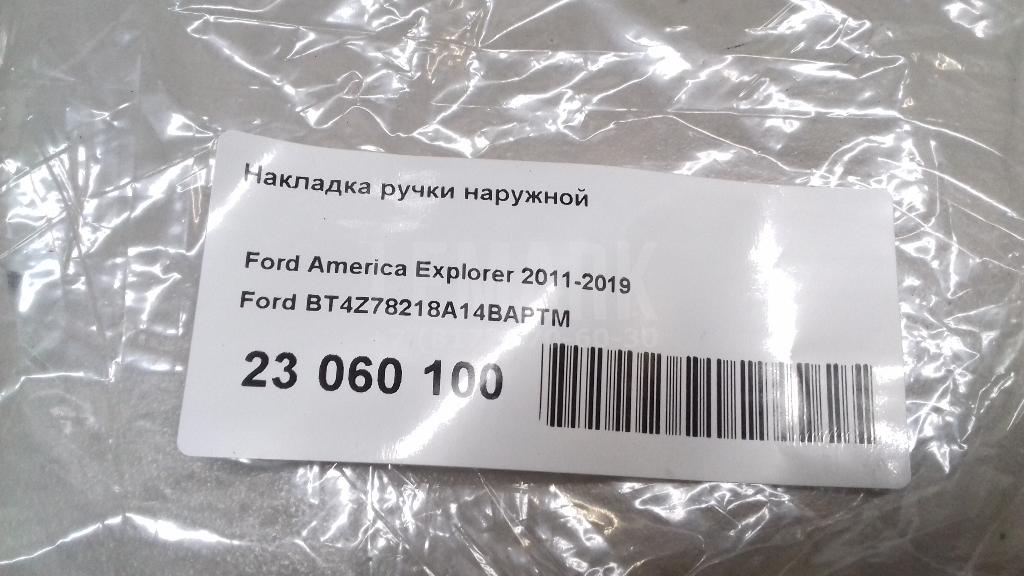 Накладка ручки наружной
Ford America Explorer 2011-2019
Ford BT4Z78218A14BAPTM
23 060 100